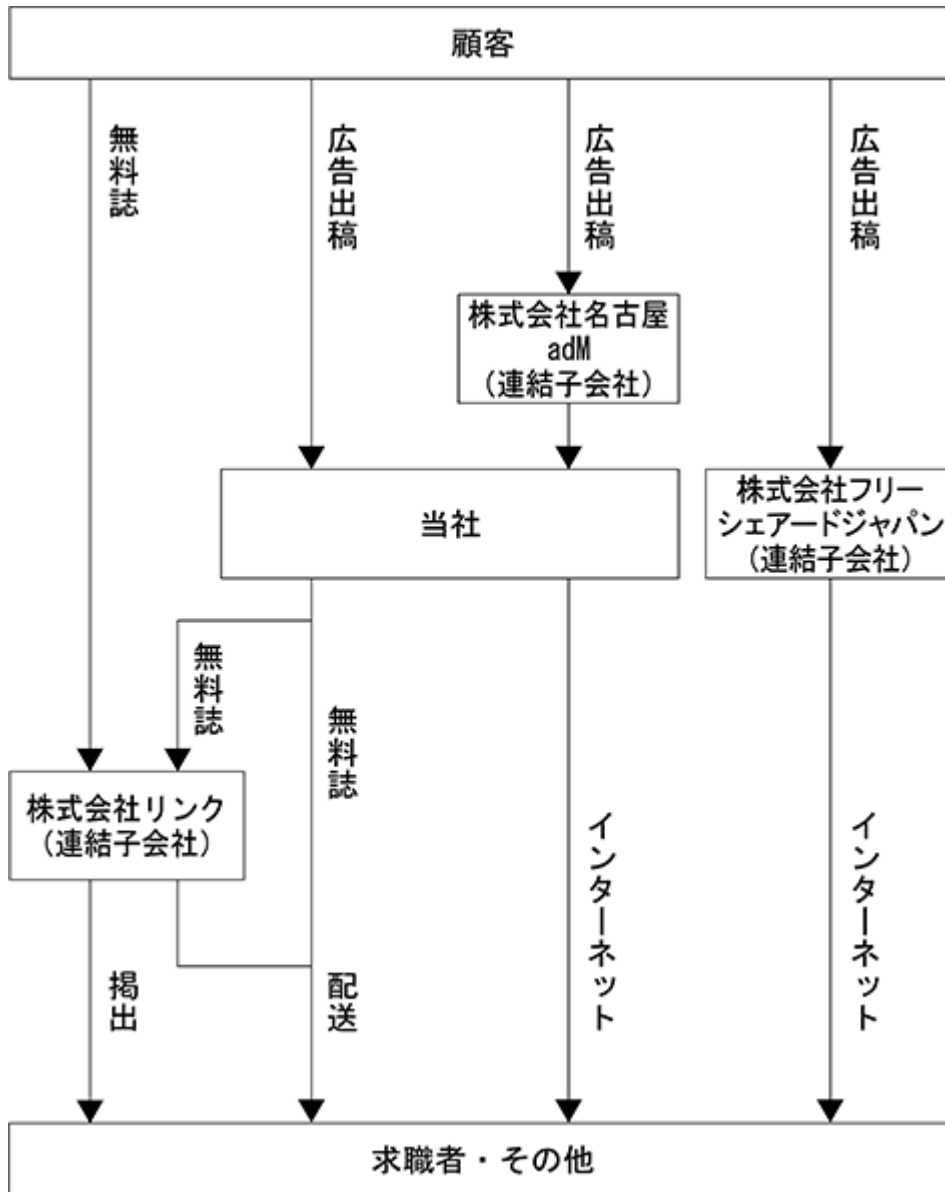 顧客
無料誌
広告出稿
広告出稿
広告出稿
株式会社名古屋
adM
（連結子会社）
当社
株式会社フリー
シェアードジャパン
（連結子会社）
無料誌
無料誌
株式会社リンク
（連結子会社）
インターネット
インターネット
掲出
配送
求職者・その他